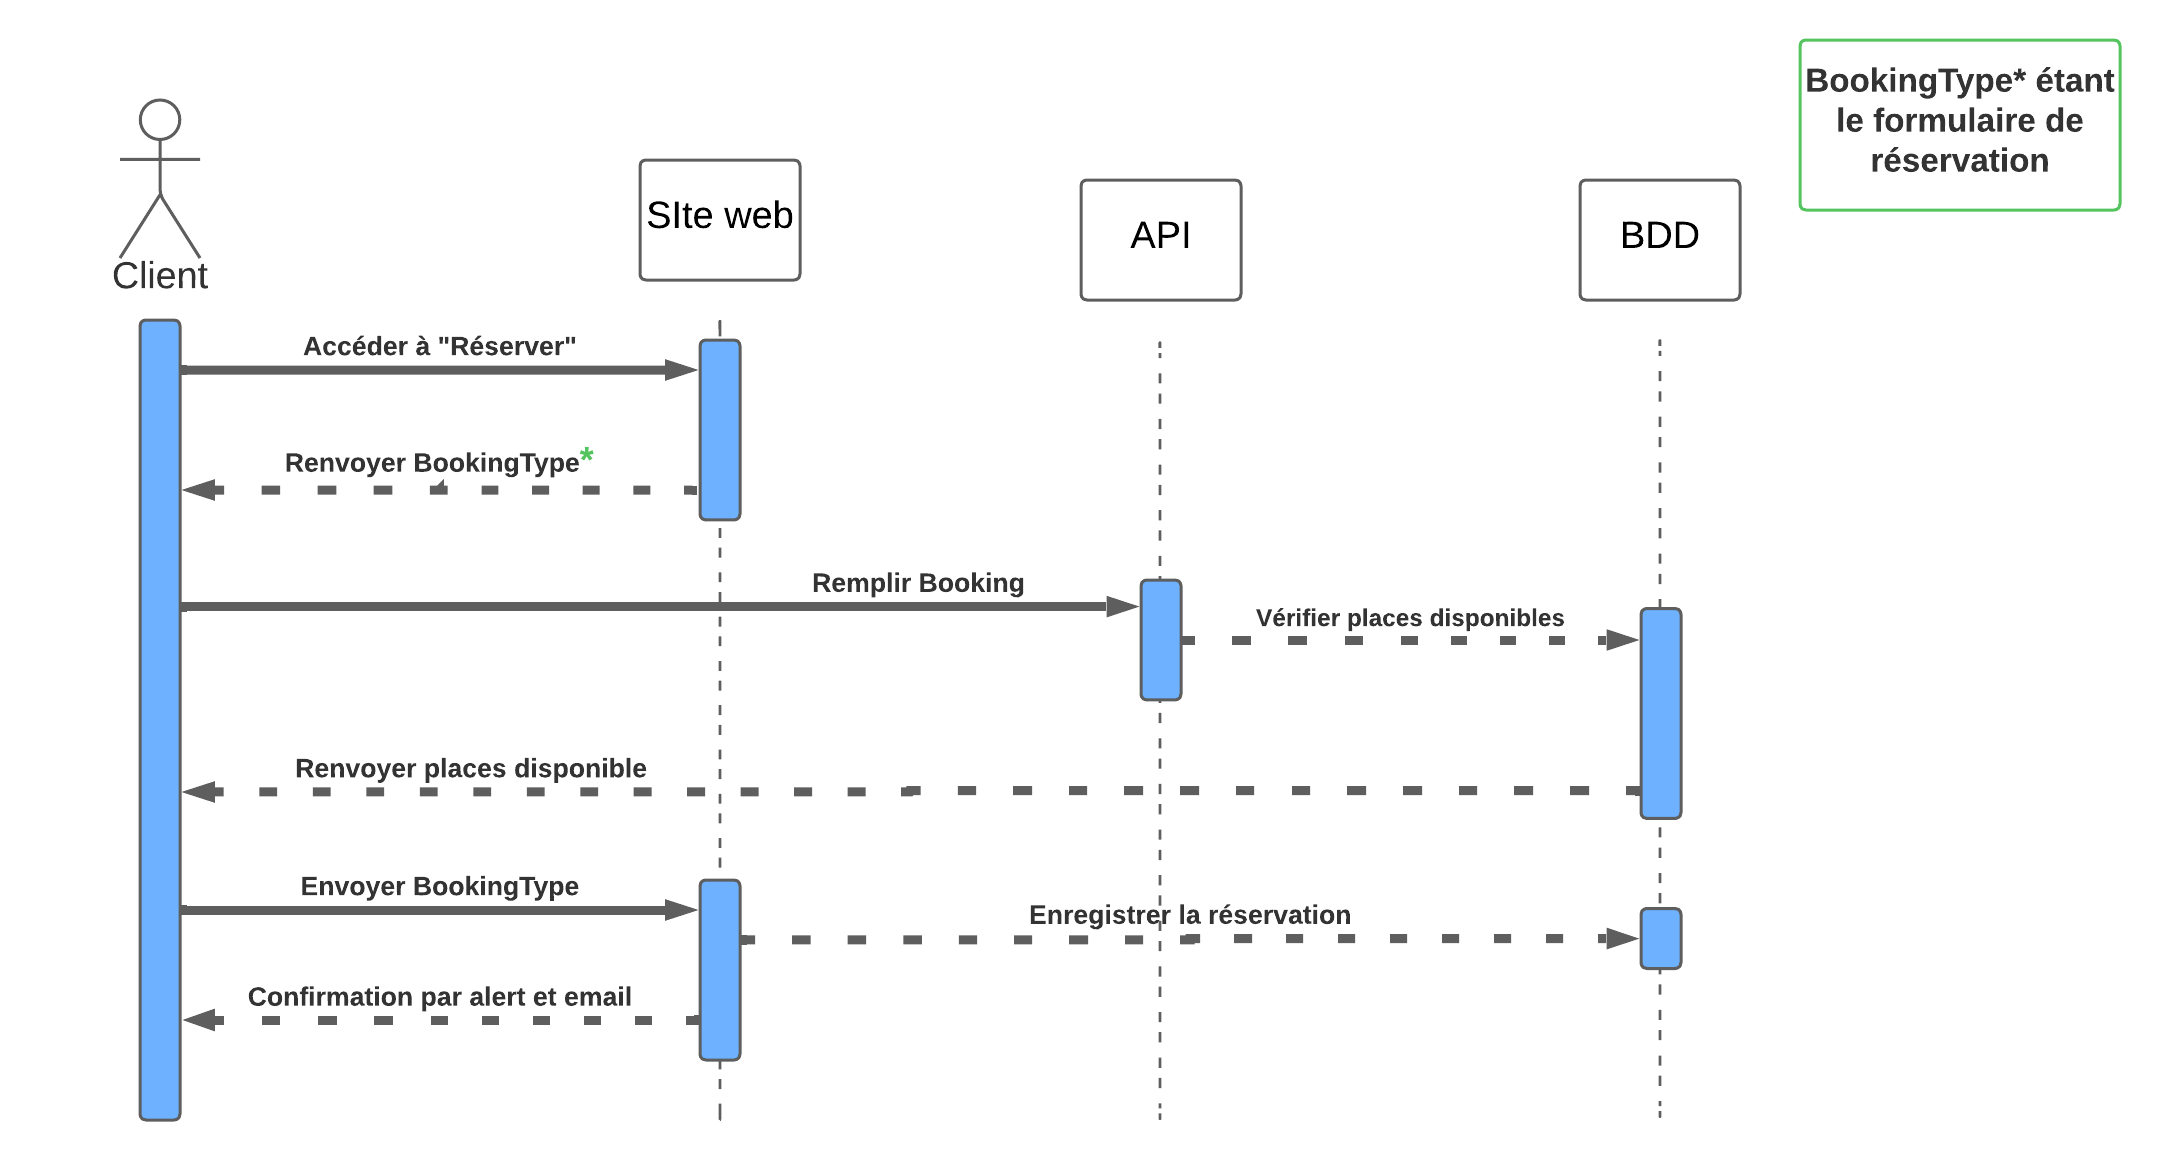 BookingType* étant
le formulaire de
réservation
SIte web
API
BDD
Client
Accéder à "Réserver"
Renvoyer BookingType*
Remplir Booking
Vérifier places disponibles
Renvoyer places disponible
Envoyer BookingType
Enregistrer la réservation
Confirmation par alert et email